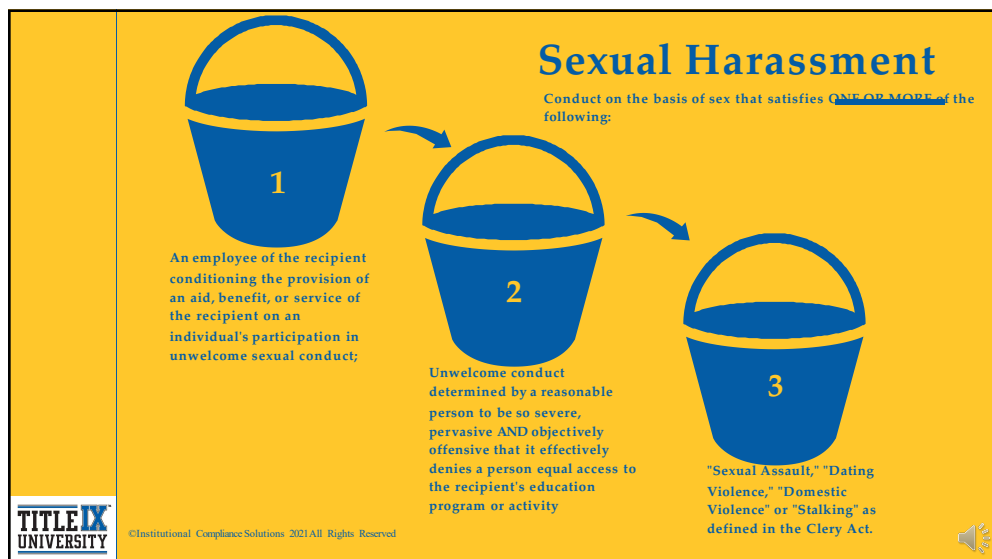 Sexual Harassment
Conduct on the basis of sex that satisfies ONE OR MORE of the
following:
1
An employee of the recipient
conditioning the provision of
an aid, benefit, or service of
the recipient on an
individual's participation in
unwelcome sexual conduct;
2
Unwelcome conduct
determined by a reasonable
person to be so severe,
pervasive AND objectively
offensive that it effectively
denies a person equal access to
the recipient's education
program or activity
3
"Sexual Assault," "Dating
Violence," "Domestic
Violence" or "Stalking" as
defined in the Clery Act.
TITLE IX
UNIVERSITY
©Institutional Compliance Solutions 2021 All Rights Reserved